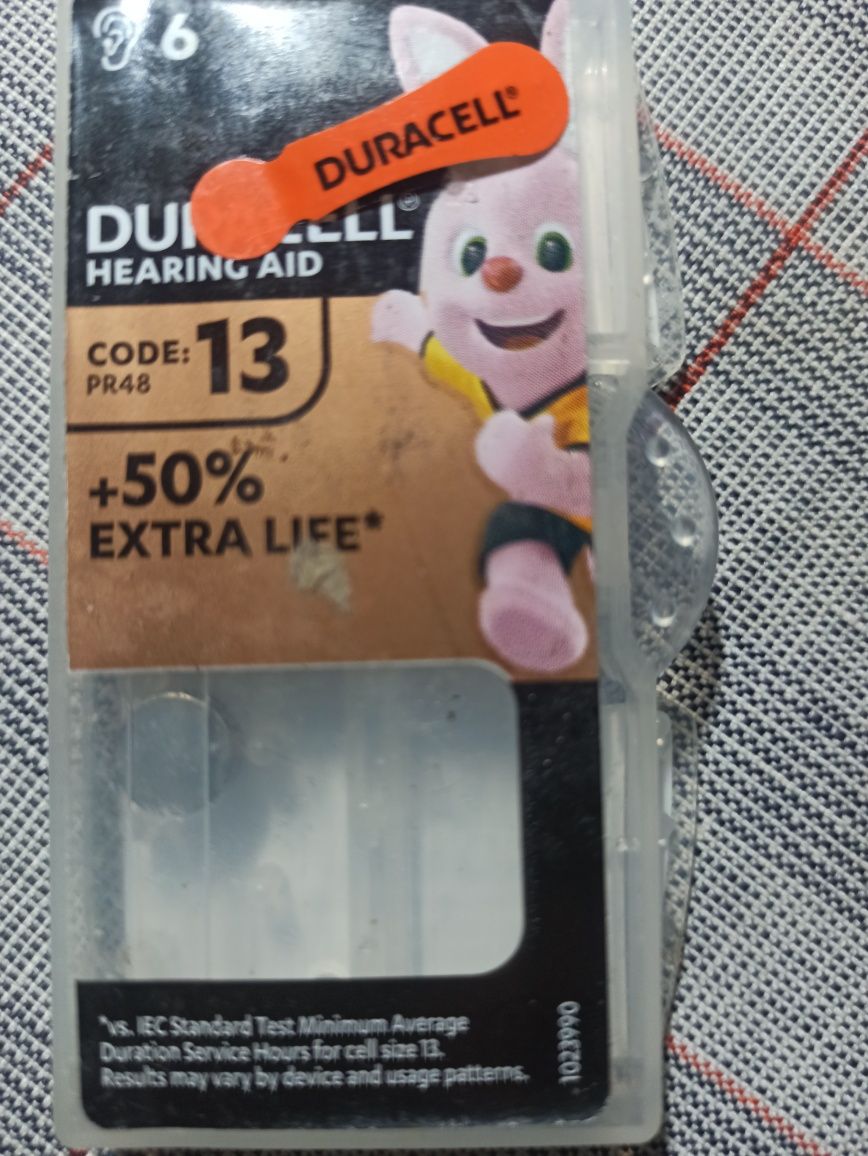 6
DURACELL®
DURACELL®
HEARING AID
CODE: 13
PR48
+50%
EXTRA LIFE*
*vs. IEC Standard Test Minimum Average
Duration Service Hours for cell size 13.
Results may vary by device and usage patterns.
1023990